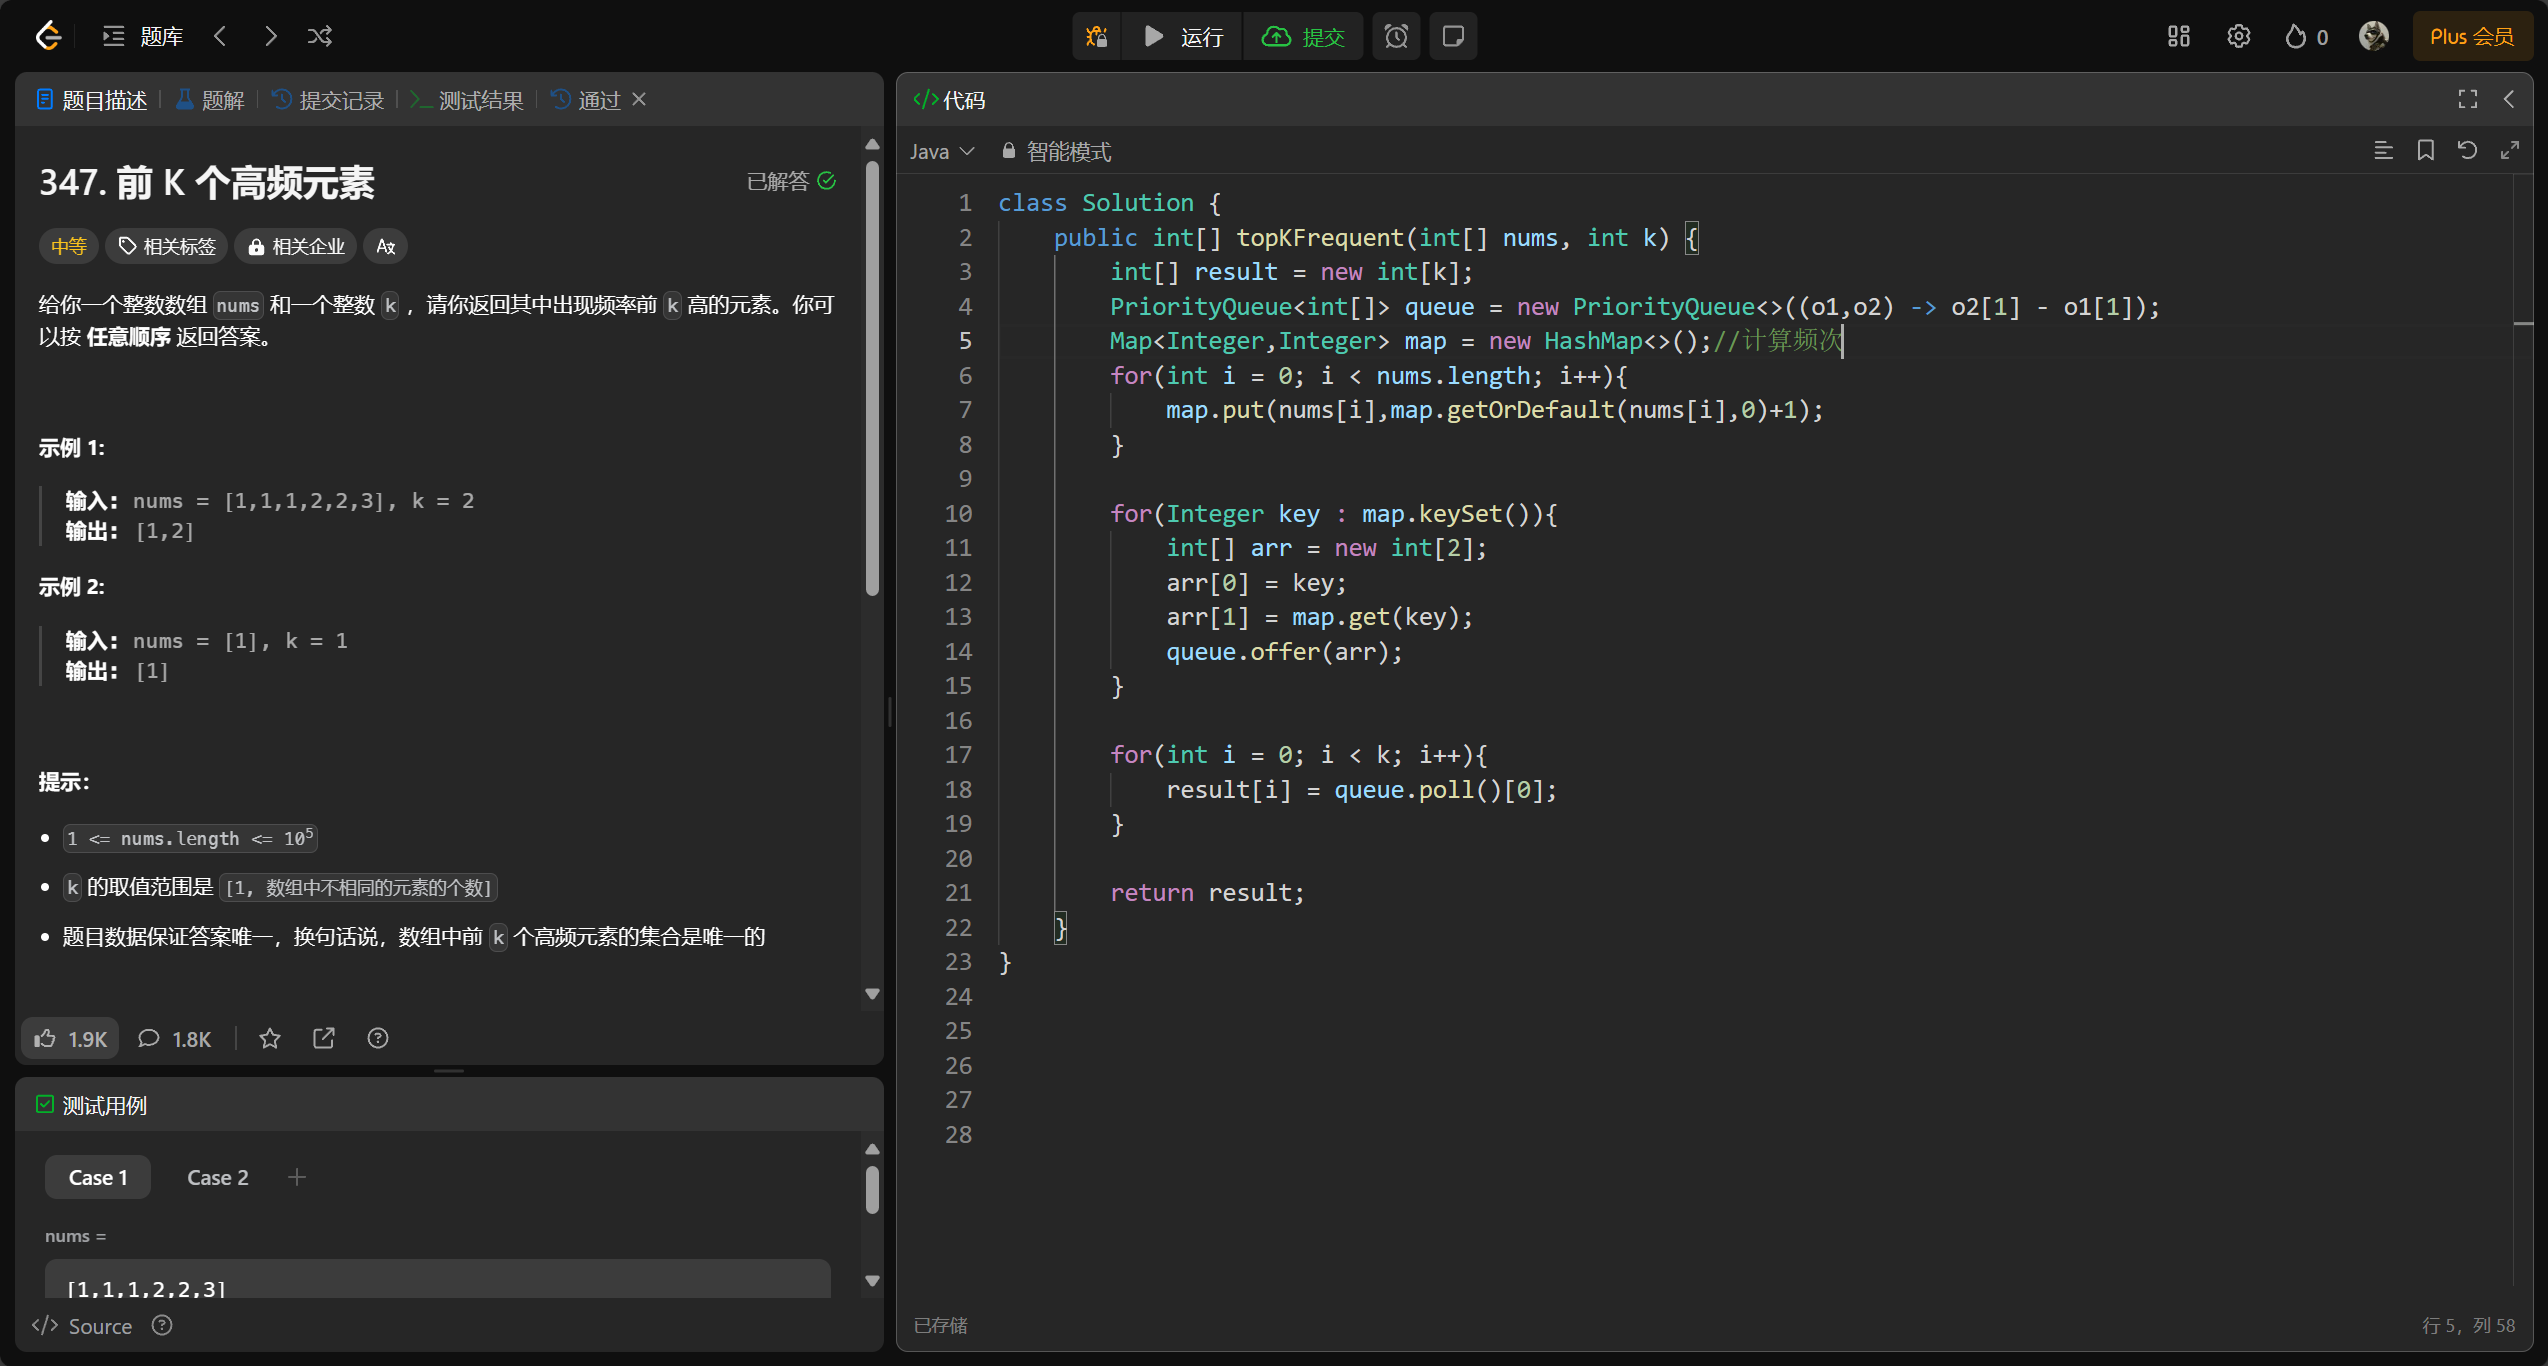 题库
运行
提交
0
Plus 会员
题目描述
题解
提交记录
测试结果
通过
347. 前 K 个高频元素
已解答
中等
相关标签
相关企业
给你一个整数数组 nums 和一个整数 k ，请你返回其中出现频率前 k 高的元素。你可
以按 任意顺序 返回答案。
示例 1:
输入: nums = [1,1,1,2,2,3], k = 2
输出: [1,2]
示例 2:
输入: nums = [1], k = 1
输出: [1]
提示：
1 <= nums.length <= 10⁵
k 的取值范围是 [1, 数组中不相同的元素的个数]
题目数据保证答案唯一，换句话说，数组中前 k 个高频元素的集合是唯一的
1.9K
1.8K
测试用例
Case 1
Case 2
nums =
[1,1,1,2,2,3]
</> Source
</> 代码
Java
智能模式
1 class Solution {
2     public int[] topKFrequent(int[] nums, int k) {
3         int[] result = new int[k];
4         PriorityQueue<int[]> queue = new PriorityQueue<>((o1,o2) -> o2[1] - o1[1]);
5         Map<Integer,Integer> map = new HashMap<>();//计算频次
6         for(int i = 0; i < nums.length; i++){
7             map.put(nums[i],map.getOrDefault(nums[i],0)+1);
8         }
9
10         for(Integer key : map.keySet()){
11             int[] arr = new int[2];
12             arr[0] = key;
13             arr[1] = map.get(key);
14             queue.offer(arr);
15         }
16
17         for(int i = 0; i < k; i++){
18             result[i] = queue.poll()[0];
19         }
20
21         return result;
22     }
23 }
24
25
26
27
28
已存储
行 5，列 58